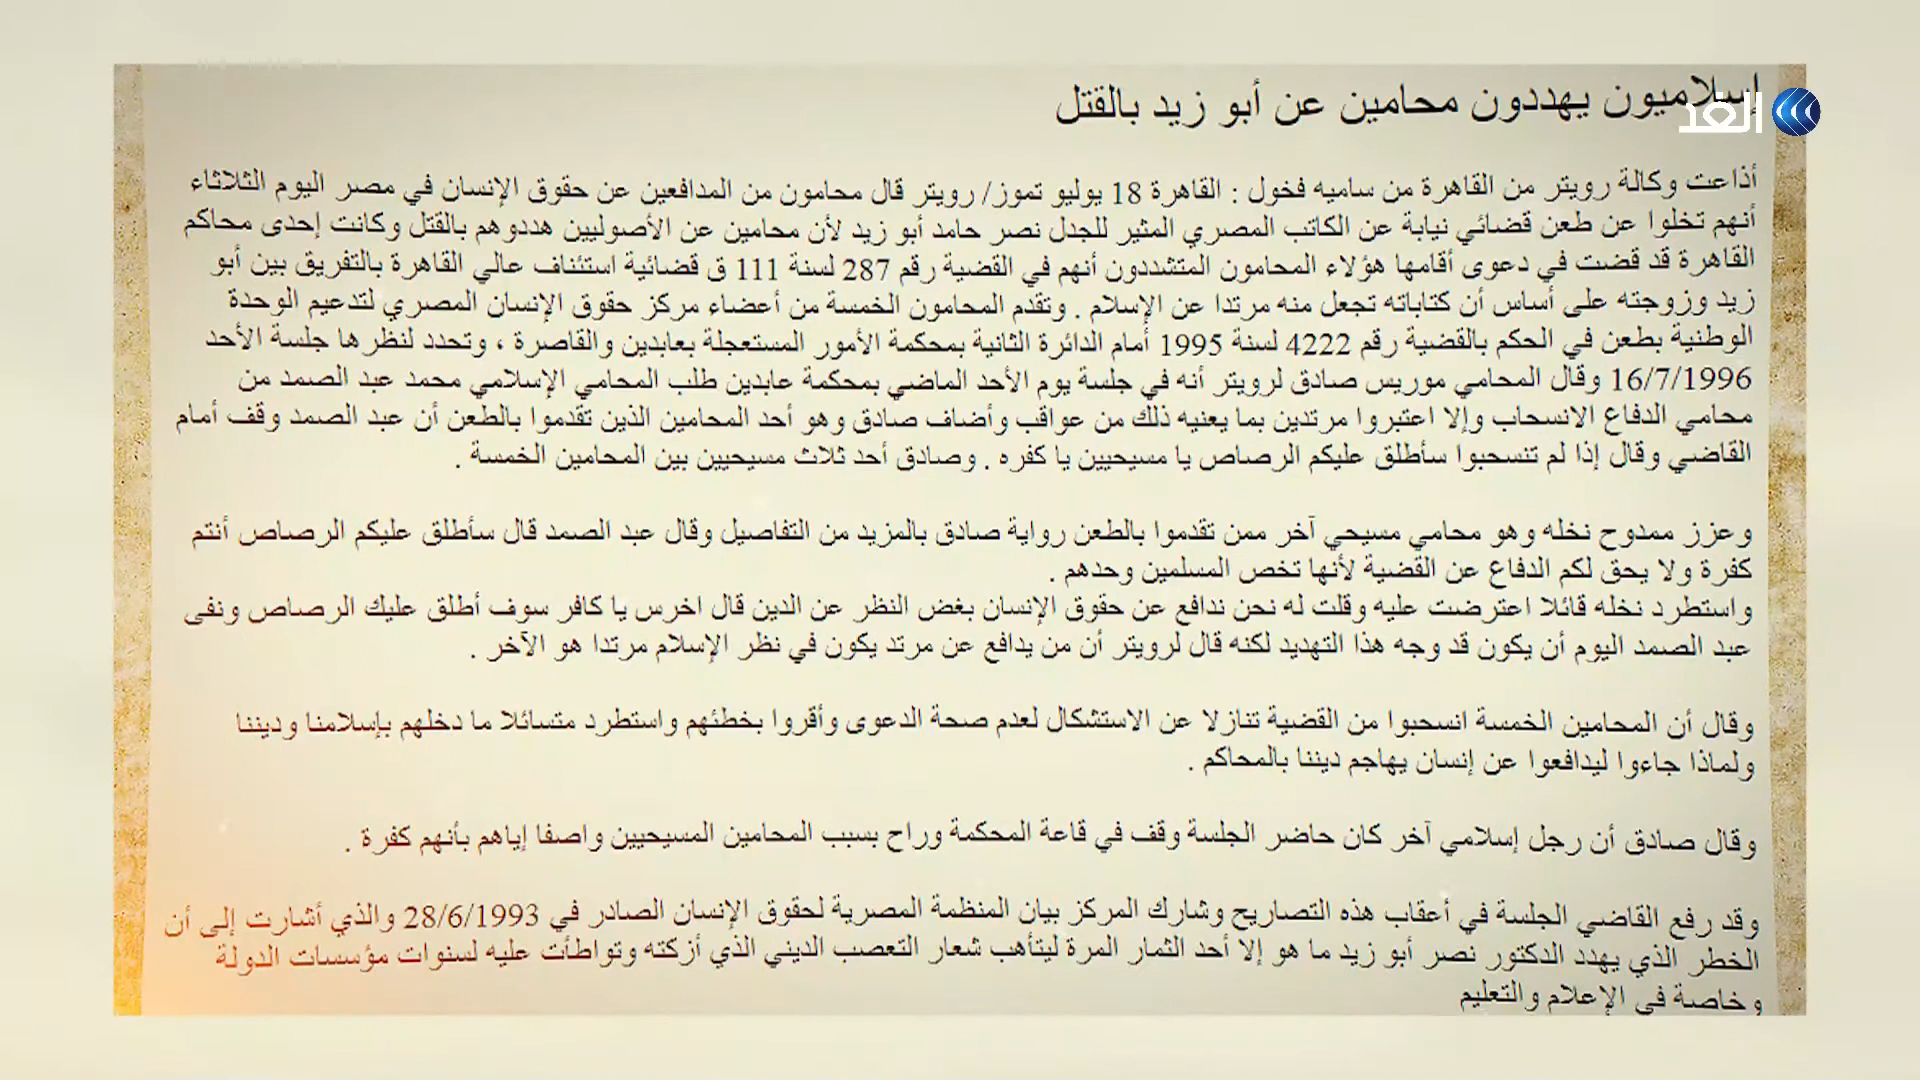 إسلاميون يهددون محامين عن أبو زيد بالقتل
الغد
أذاعت وكالة رويتر من القاهرة من ساميه فخول : القاهرة 18 يوليو تموز/ رويتر قال محامون من المدافعين عن حقوق الإنسان في مصر اليوم الثلاثاء
أنهم تخلوا عن طعن قضائي نيابة عن الكاتب المصري المثير للجدل نصر حامد أبو زيد لأن محامين عن الأصوليين هددوهم بالقتل وكانت إحدى محاكم
القاهرة قد قضت في دعوى أقامها هؤلاء المحامون المتشددون أنهم في القضية رقم 287 لسنة 111 ق قضائية استئناف عالي القاهرة بالتفريق بين أبو
زيد وزوجته على أساس أن كتاباته تجعل منه مرتدا عن الإسلام . وتقدم المحامون الخمسة من أعضاء مركز حقوق الإنسان المصري لتدعيم الوحدة
الوطنية بطعن في الحكم بالقضية رقم 4222 لسنة 1995 أمام الدائرة الثانية بمحكمة الأمور المستعجلة بعابدين والقاصرة ، وتحدد لنظرها جلسة الأحد
16/7/1996 وقال المحامي موريس صادق لرويتر أنه في جلسة يوم الأحد الماضي بمحكمة عابدين طلب المحامي الإسلامي محمد عبد الصمد من
محامي الدفاع الانسحاب وإلا اعتبروا مرتدين بما يعنيه ذلك من عواقب وأضاف صادق وهو أحد المحامين الذين تقدموا بالطعن أن عبد الصمد وقف أمام
القاضي وقال إذا لم تنسحبوا سأطلق عليكم الرصاص يا مسيحيين يا كفره . وصادق أحد ثلاث مسيحيين بين المحامين الخمسة .
وعزز ممدوح نخله وهو محامي مسيحي آخر ممن تقدموا بالطعن رواية صادق بالمزيد من التفاصيل وقال عبد الصمد قال سأطلق عليكم الرصاص أنتم
كفرة ولا يحق لكم الدفاع عن القضية لأنها تخص المسلمين وحدهم .
واستطرد نخله قائلا اعترضت عليه وقلت له نحن ندافع عن حقوق الإنسان بغض النظر عن الدين قال اخرس يا كافر سوف أطلق عليك الرصاص ونفى
عبد الصمد اليوم أن يكون قد وجه هذا التهديد لكنه قال لرويتر أن من يدافع عن مرتد يكون في نظر الإسلام مرتدا هو الآخر .
وقال أن المحامين الخمسة انسحبوا من القضية تنازلا عن الاستشكال لعدم صحة الدعوى وأقروا بخطئهم واستطرد متسائلا ما دخلهم بإسلامنا وديننا
ولماذا جاءوا ليدافعوا عن إنسان يهاجم ديننا بالمحاكم .
وقال صادق أن رجل إسلامي آخر كان حاضر الجلسة وقف في قاعة المحكمة وراح بسبب المحامين المسيحيين واصفا إياهم بأنهم كفرة .
وقد رفع القاضي الجلسة في أعقاب هذه التصاريح وشارك المركز بيان المنظمة المصرية لحقوق الإنسان الصادر في 28/6/1993 والذي أشارت إلى أن
الخطر الذي يهدد الدكتور نصر أبو زيد ما هو إلا أحد الثمار المرة ليتأهب شعار التعصب الديني الذي أزكته وتواطأت عليه لسنوات مؤسسات الدولة
وخاصة في الإعلام والتعليم